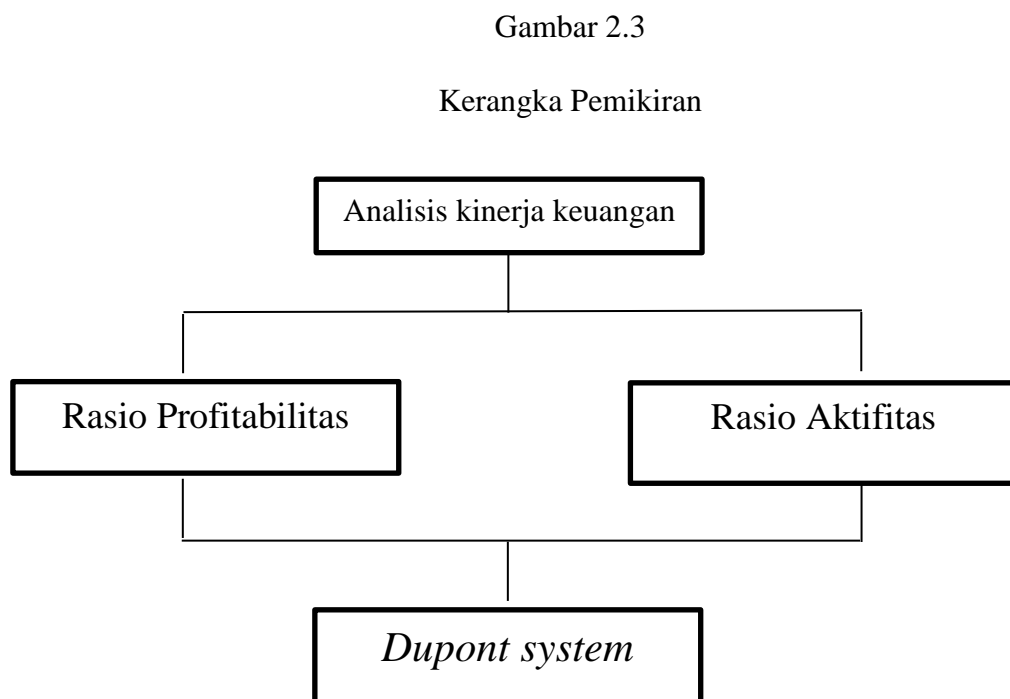 Gambar 2.3
Kerangka Pemikiran
Analisis kinerja keuangan
Rasio Profitabilitas
Rasio Aktifitas
Dupont system